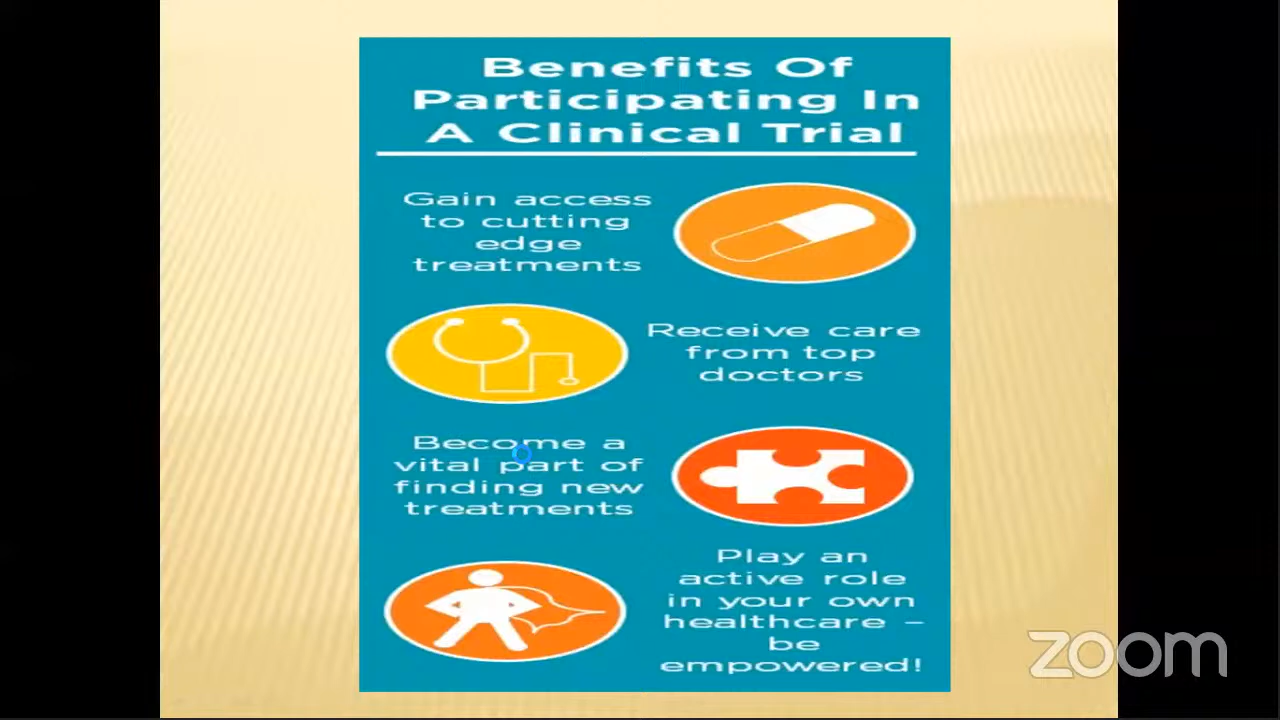 Benefits Of
Participating In
A Clinical Trial
Gain access
to cutting
edge
treatments
Receive care
from top
doctors
Become a
vital part of
finding new
treatments
Play an
active role
in your own
healthcare –
be
empowered!
zoom